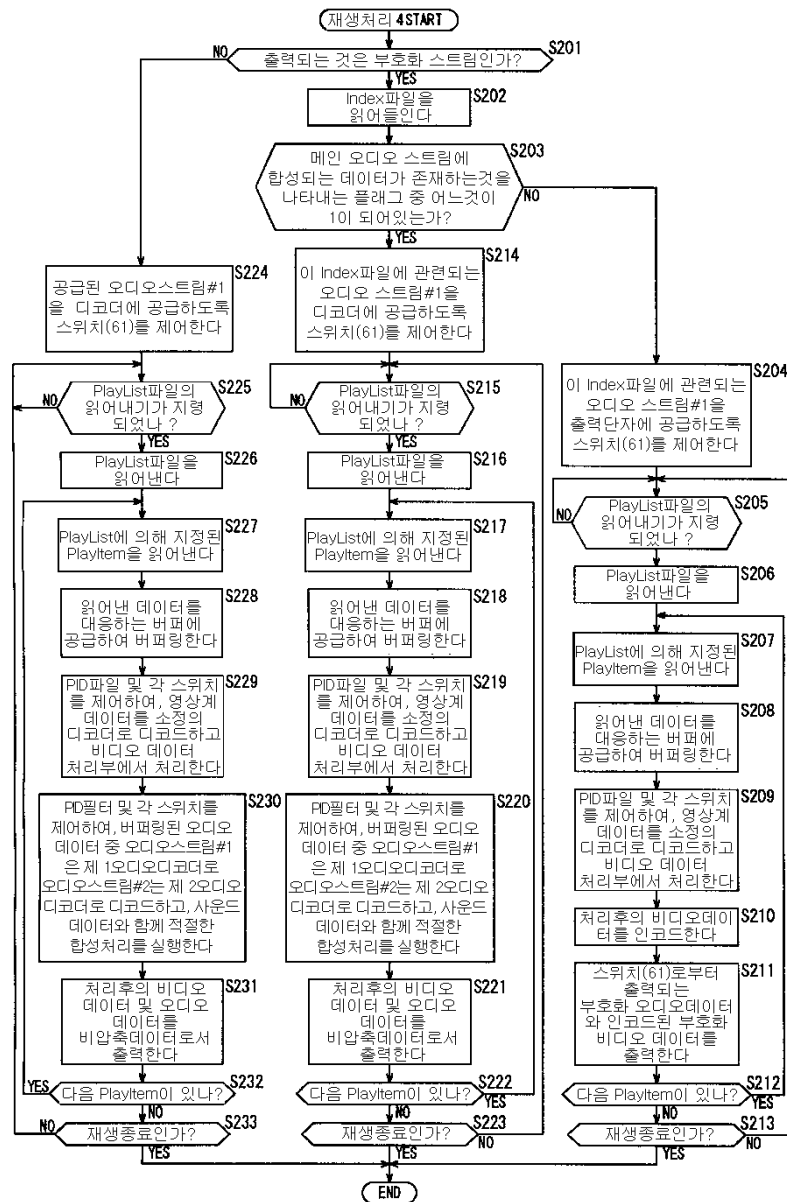 재생처리 4START
출력되는 것은 부호화 스트림인가?
S201
NO
YES
Index파일을
읽어들인다
S202
메인 오디오 스트림에
합성되는 데이터가 존재하는것을
나타내는 플래그 중 어느것이
1이 되어있는가?
S203
NO
YES
공급된 오디오스트림#1
을 디코더에 공급하도록
스위치(61)를 제어한다
S224
PlayList파일의
읽어내기가 지령
되었나 ?
S225
NO
YES
PlayList파일을
읽어낸다
S226
PlayList에 의해 지정된
PlayItem을 읽어낸다
S227
읽어낸 데이터를
대응하는 버퍼에
공급하여 버퍼링한다
S228
PID파일 및 각 스위치
를 제어하여, 영상계
데이터를 소정의
디코더로 디코드하고
비디오 데이터
처리부에서 처리한다
S229
PID필터 및 각 스위치를
제어하여, 버퍼링된 오디오
데이터 중 오디오스트림#1
은 제 1오디오디코더로
오디오스트림#2는 제 2오디오
디코더로 디코드하고, 사운드
데이터와 함께 적절한
합성처리를 실행한다
S230
처리후의 비디오
데이터 및 오디오
데이터를
비압축데이터로서
출력한다
S231
다음 PlayItem이 있나?
S232
YES
NO
재생종료인가?
S233
NO
YES
이 Index파일에 관련되는
오디오 스트림#1을
디코더에 공급하도록
스위치(61)를 제어한다
S214
PlayList파일의
읽어내기가 지령
되었나 ?
S215
NO
YES
PlayList파일을
읽어낸다
S216
PlayList에 의해 지정된
PlayItem을 읽어낸다
S217
읽어낸 데이터를
대응하는 버퍼에
공급하여 버퍼링한다
S218
PID파일 및 각 스위치
를 제어하여, 영상계
데이터를 소정의
디코더로 디코드하고
비디오 데이터
처리부에서 처리한다
S219
PID필터 및 각 스위치를
제어하여, 버퍼링된 오디오
데이터 중 오디오스트림#1
은 제 1오디오디코더로
오디오스트림#2는 제 2오디오
디코더로 디코드하고, 사운드
데이터와 함께 적절한
합성처리를 실행한다
S220
처리후의 비디오
데이터 및 오디오
데이터를
비압축데이터로서
출력한다
S221
다음 PlayItem이 있나?
S222
YES
NO
재생종료인가?
S223
NO
YES
이 Index파일에 관련되는
오디오 스트림#1을
출력단자에 공급하도록
스위치(61)를 제어한다
S204
PlayList파일의
읽어내기가 지령
되었나 ?
S205
NO
YES
PlayList파일을
읽어낸다
S206
PlayList에 의해 지정된
PlayItem을 읽어낸다
S207
읽어낸 데이터를
대응하는 버퍼에
공급하여 버퍼링한다
S208
PID파일 및 각 스위치
를 제어하여, 영상계
데이터를 소정의
디코더로 디코드하고
비디오 데이터
처리부에서 처리한다
S209
처리후의 비디오데이
터를 인코드한다
S210
스위치(61)로부터
출력되는
부호화 오디오데이터
와 인코드된 부호화
비디오 데이터를
출력한다
S211
다음 PlayItem이 있나?
S212
YES
NO
재생종료인가?
S213
NO
YES
END